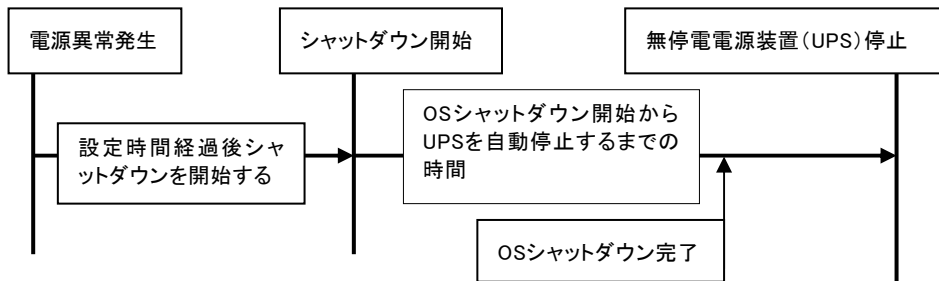 電源異常発生
シャットダウン開始
無停電電源装置（UPS）停止
設定時間経過後シャ
ットダウンを開始する
OSシャットダウン開始から
UPSを自動停止するまでの
時間
OSシャットダウン完了